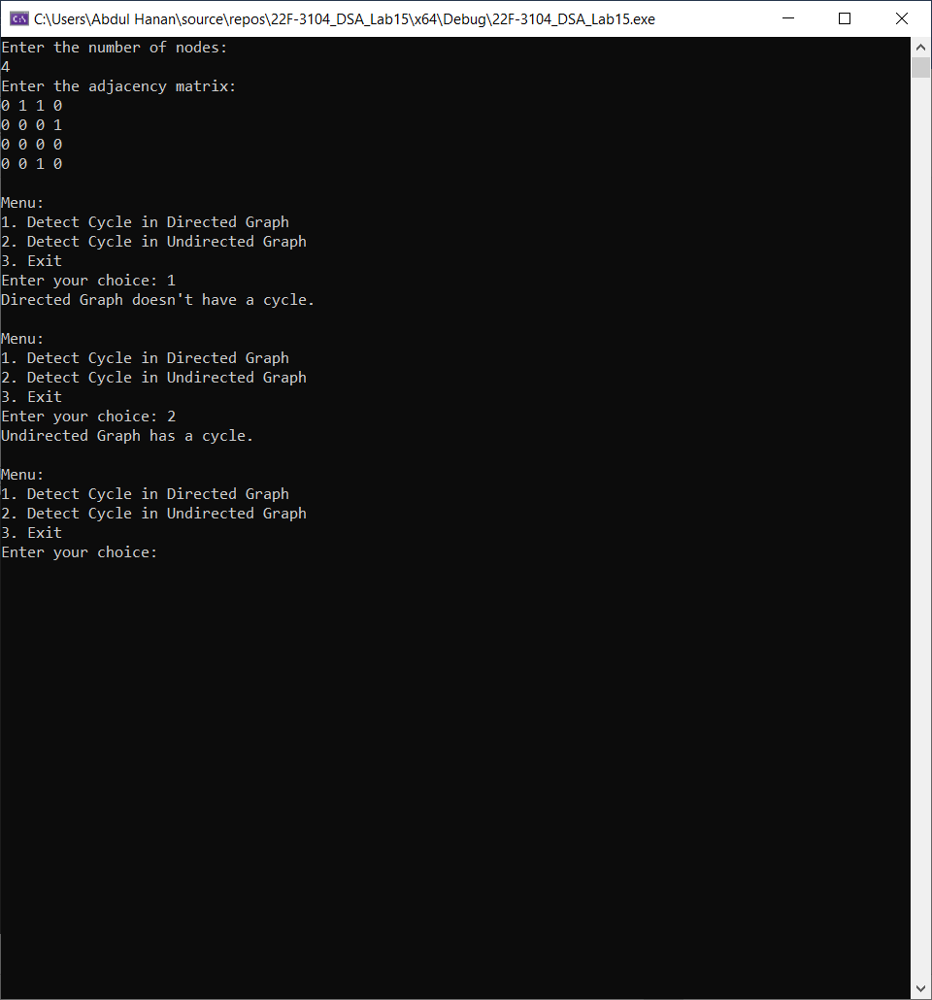 C:\Users\Abdul Hanan\source\repos\22F-3104_DSA_Lab15\x64\Debug\22F-3104_DSA_Lab15.exe
Enter the number of nodes:
4
Enter the adjacency matrix:
0 1 1 0
0 0 0 1
0 0 0 0
0 0 1 0
Menu:
1. Detect Cycle in Directed Graph
2. Detect Cycle in Undirected Graph
3. Exit
Enter your choice: 1
Directed Graph doesn't have a cycle.
Menu:
1. Detect Cycle in Directed Graph
2. Detect Cycle in Undirected Graph
3. Exit
Enter your choice: 2
Undirected Graph has a cycle.
Menu:
1. Detect Cycle in Directed Graph
2. Detect Cycle in Undirected Graph
3. Exit
Enter your choice: